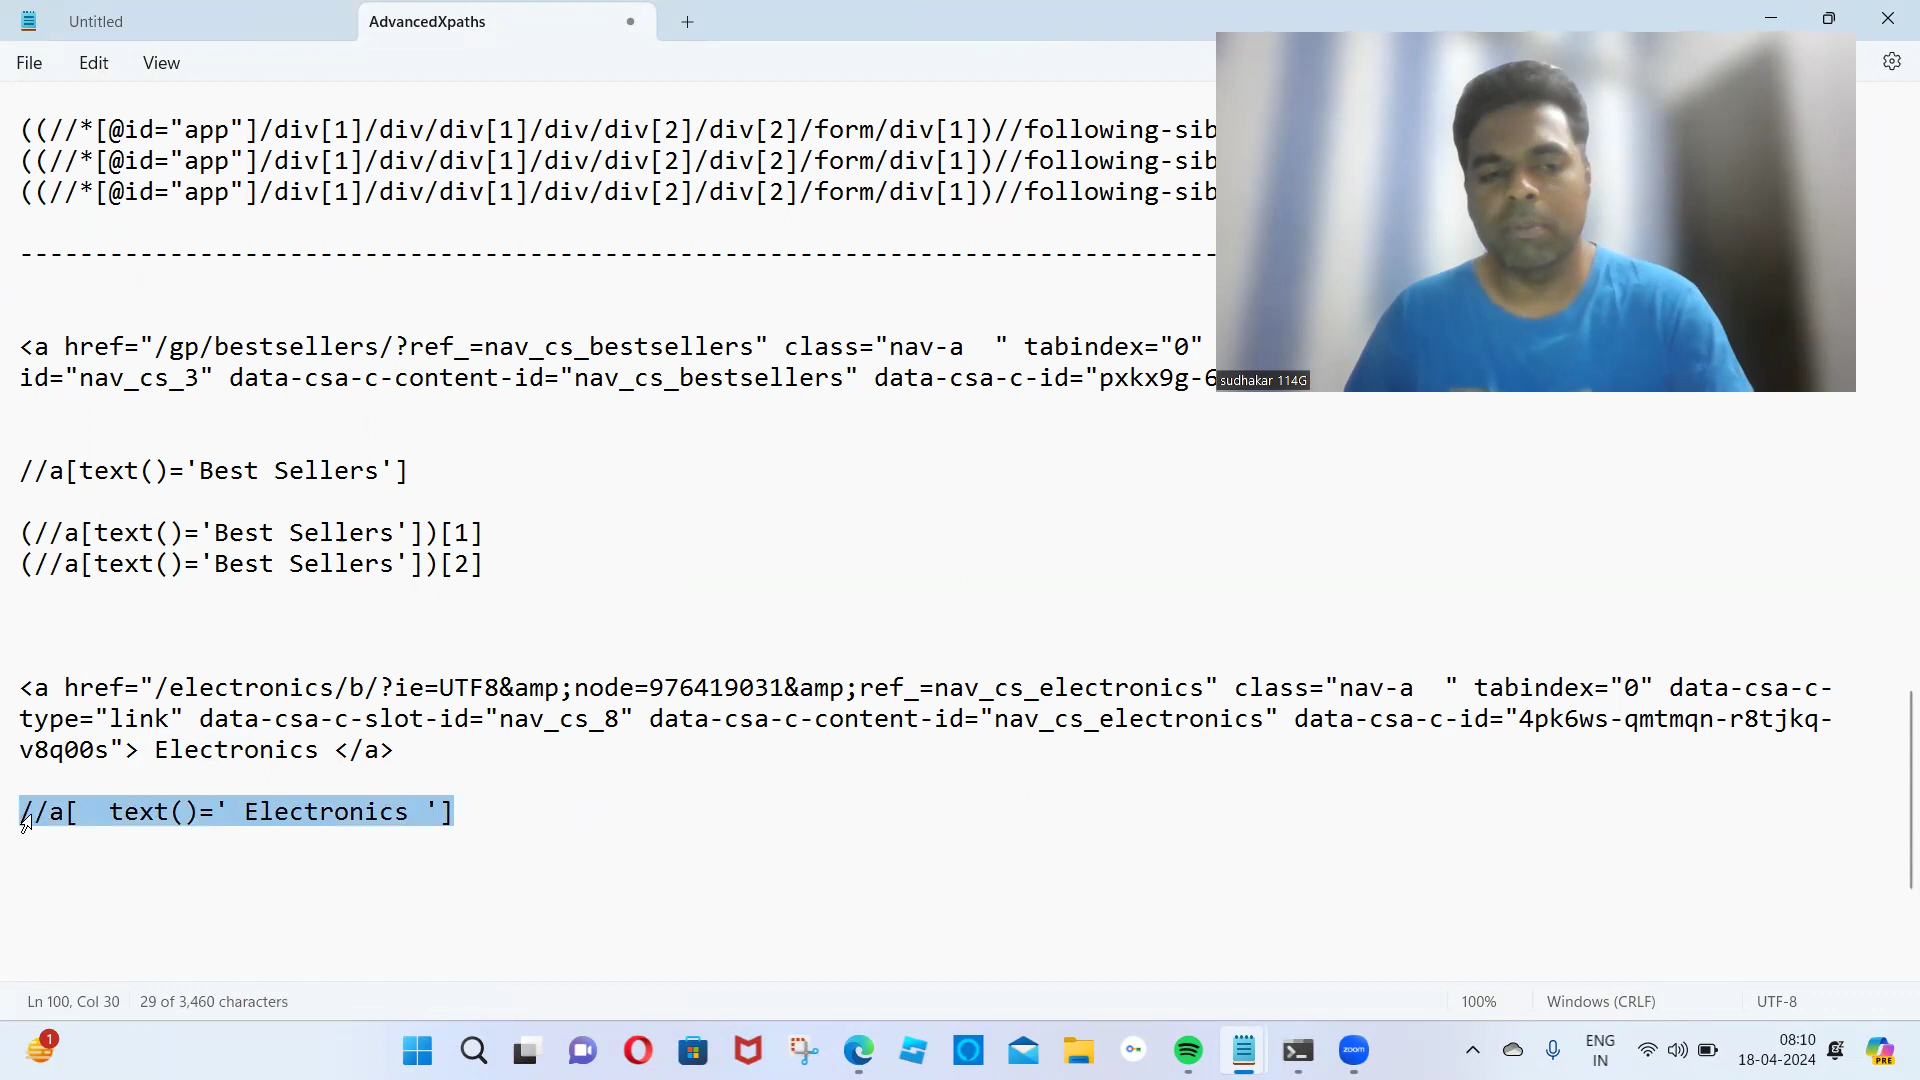 Untitled
AdvancedXpaths
File Edit View
((//*[@id="app"]/div[1]/div/div[1]/div/div[2]/div[2]/form/div[1])//following-sib
((//*[@id="app"]/div[1]/div/div[1]/div/div[2]/div[2]/form/div[1])//following-sib
((//*[@id="app"]/div[1]/div/div[1]/div/div[2]/div[2]/form/div[1])//following-sib
--------------------------------------------------------------------------------
<a href="/gp/bestsellers/?ref_=nav_cs_bestsellers" class="nav-a  " tabindex="0"
id="nav_cs_3" data-csa-c-content-id="nav_cs_bestsellers" data-csa-c-id="pxkx9g-6
sudhakar 114G
//a[text()='Best Sellers']
(//a[text()='Best Sellers'])[1]
(//a[text()='Best Sellers'])[2]
<a href="/electronics/b/?ie=UTF8&amp;node=976419031&amp;ref_=nav_cs_electronics" class="nav-a  " tabindex="0" data-csa-c-
type="link" data-csa-c-slot-id="nav_cs_8" data-csa-c-content-id="nav_cs_electronics" data-csa-c-id="4pk6ws-qmtmqn-r8tjkq-
v8q00s"> Electronics </a>
//a[  text()=' Electronics ']
Ln 100, Col 30 29 of 3,460 characters 100% Windows (CRLF) UTF-8
1
zoom
ENG
IN
08:10
18-04-2024
PRE